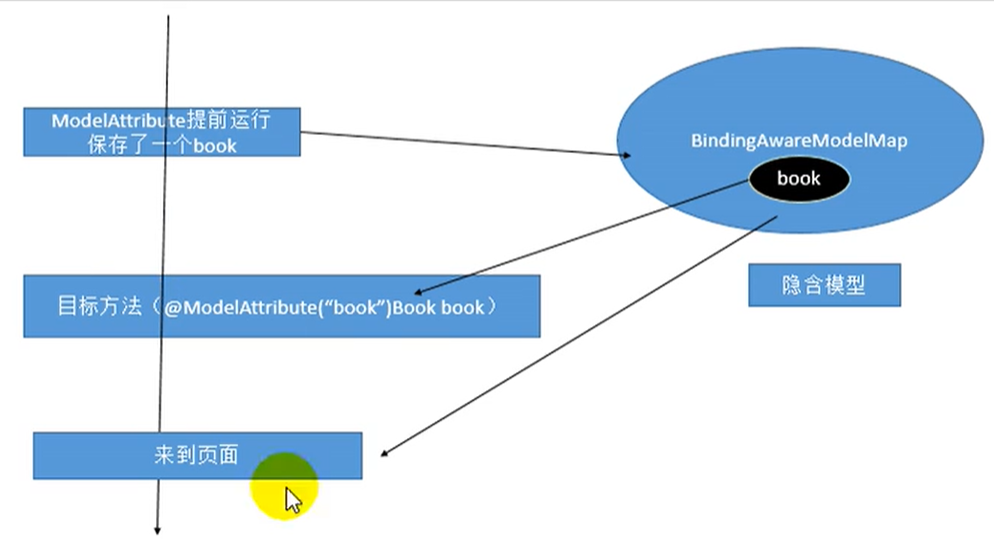 ModelAttribute提前运行
保存了一个book
BindingAwareModelMap
book
目标方法（@ModelAttribute(“book”)Book book）
隐含模型
来到页面